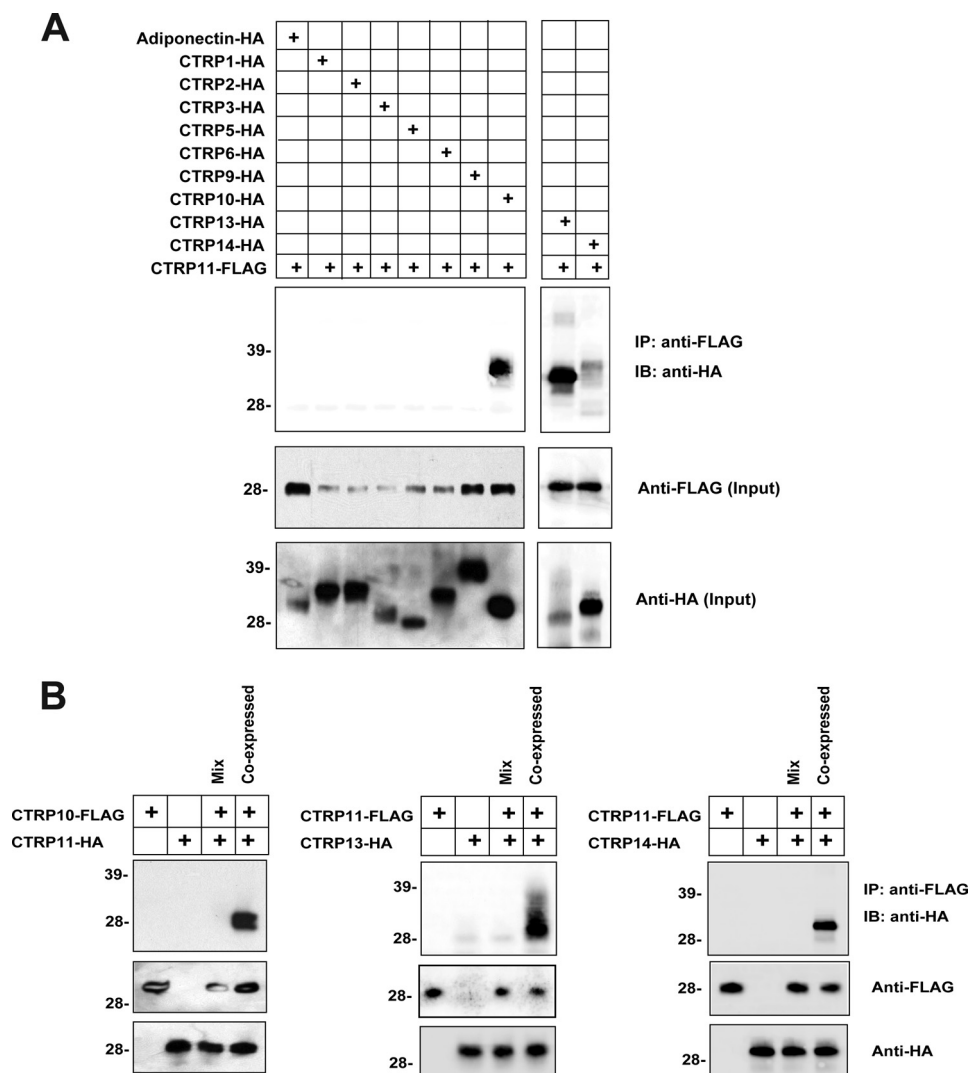 A
Adiponectin-HA +
CTRP1-HA +
CTRP2-HA +
CTRP3-HA +
CTRP5-HA +
CTRP6-HA +
CTRP9-HA +
CTRP10-HA +
CTRP13-HA +
CTRP14-HA +
CTRP11-FLAG + + + + + + + + + +
39-
28-
IP: anti-FLAG
IB: anti-HA
28-
Anti-FLAG (Input)
39-
28-
Anti-HA (Input)
B
Mix Co-expressed
CTRP10-FLAG + + +
CTRP11-HA + + +
39-
28-
28-
28-
Mix Co-expressed
CTRP11-FLAG + + +
CTRP13-HA + + +
39-
28-
28-
28-
Mix Co-expressed
CTRP11-FLAG + + +
CTRP14-HA + + +
39-
28-
IP: anti-FLAG
IB: anti-HA
28-
Anti-FLAG
28-
Anti-HA